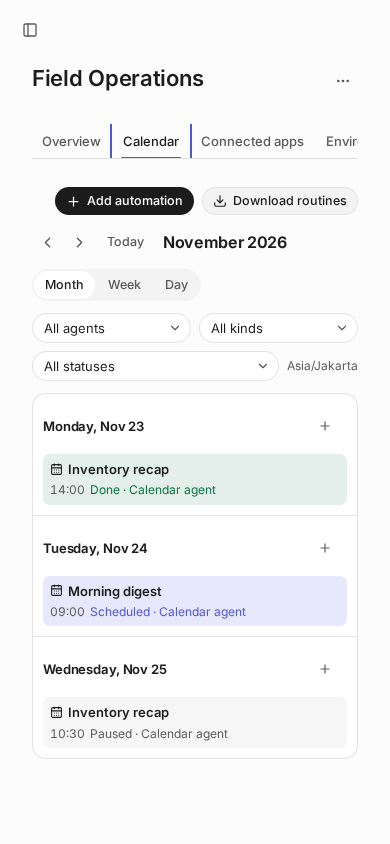 Field Operations
Overview Calendar Connected apps Envir
Add automation Download routines
Today November 2026
Month Week Day
All agents All kinds
All statuses Asia/Jakarta
Monday, Nov 23
Inventory recap
14:00 Done · Calendar agent
Tuesday, Nov 24
Morning digest
09:00 Scheduled · Calendar agent
Wednesday, Nov 25
Inventory recap
10:30 Paused · Calendar agent